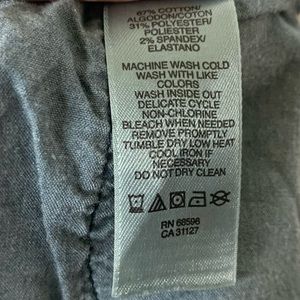 67% COTTON/
ALGODON/COTON
31% POLYESTER/
POLIESTER
2% SPANDEX/
ELASTANO
MACHINE WASH COLD
WASH WITH LIKE
COLORS
WASH INSIDE OUT
DELICATE CYCLE
NON-CHLORINE
BLEACH WHEN NEEDED
REMOVE PROMPTLY
TUMBLE DRY LOW HEAT
COOL IRON IF
NECESSARY
DO NOT DRY CLEAN
RN 68596
CA 31127